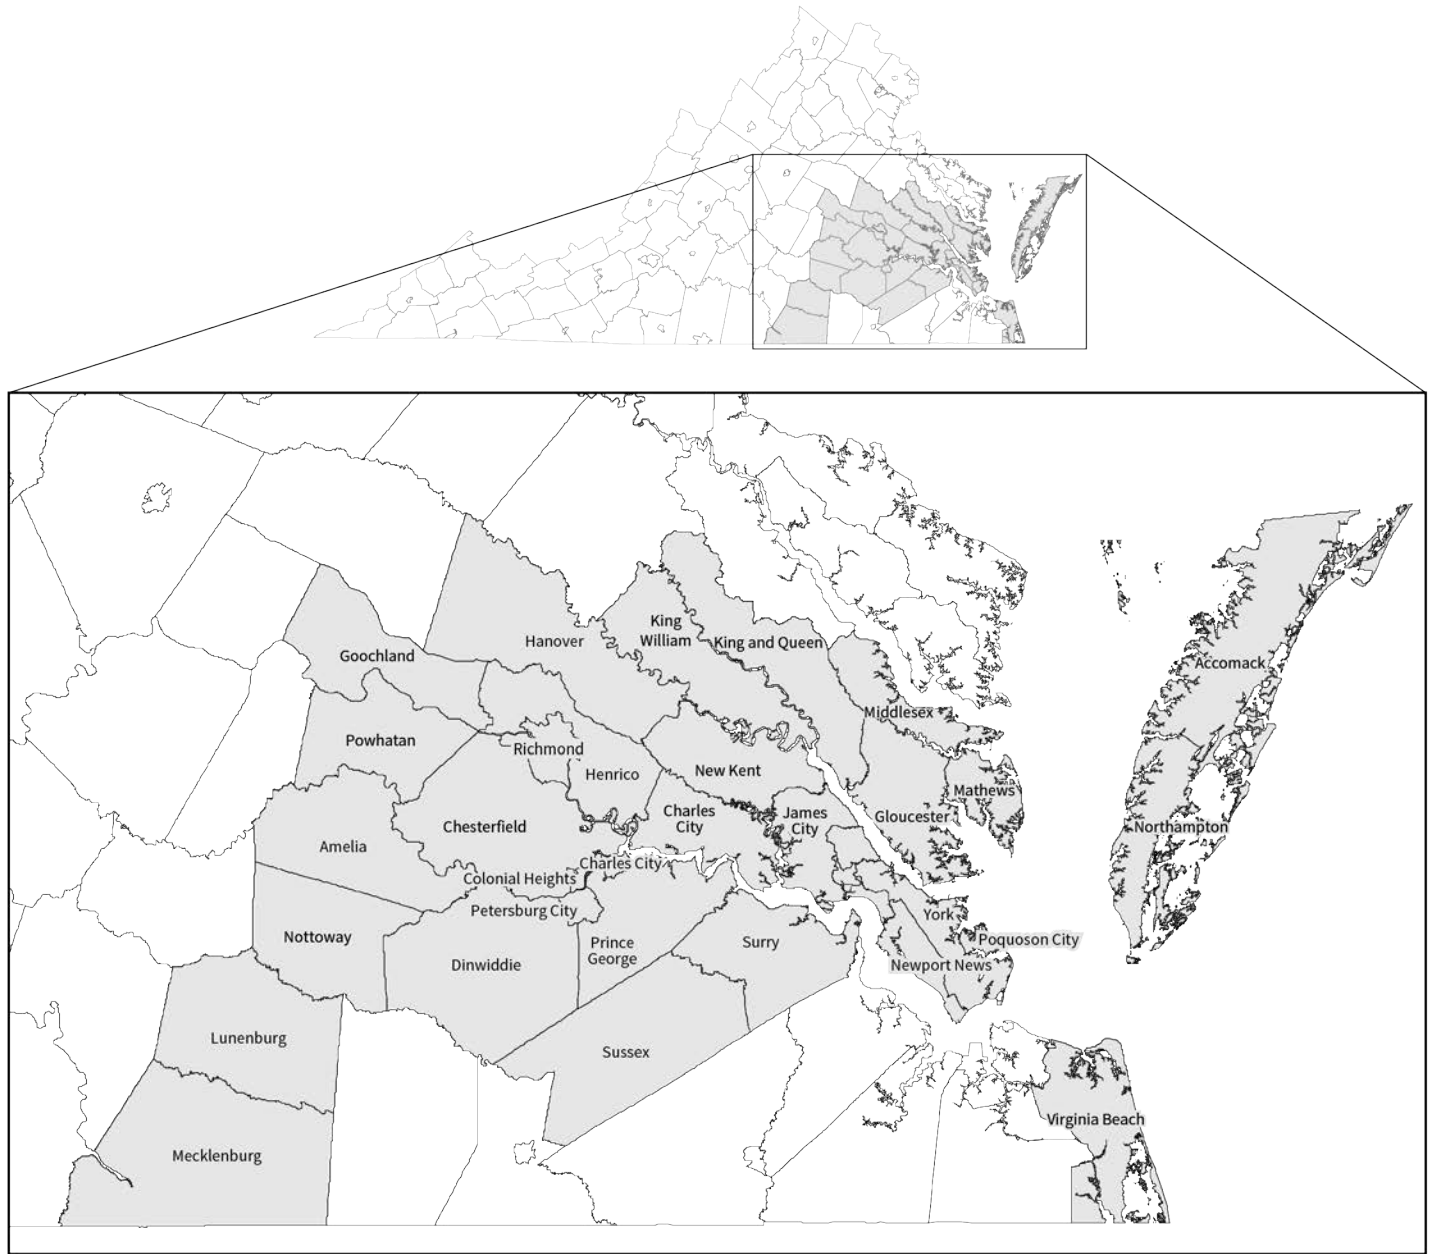 King
William
King and Queen
Hanover
Goochland
Accomack
Middlesex
Powhatan
Richmond
Henrico
New Kent
Mathews
Charles
City
James
City
Gloucester
Chesterfield
Northampton
Amelia
Charles City
Colonial Heights
Petersburg City
York
Nottoway
Prince
George
Surry
Poquoson City
Dinwiddie
Newport News
Lunenburg
Sussex
Virginia Beach
Mecklenburg